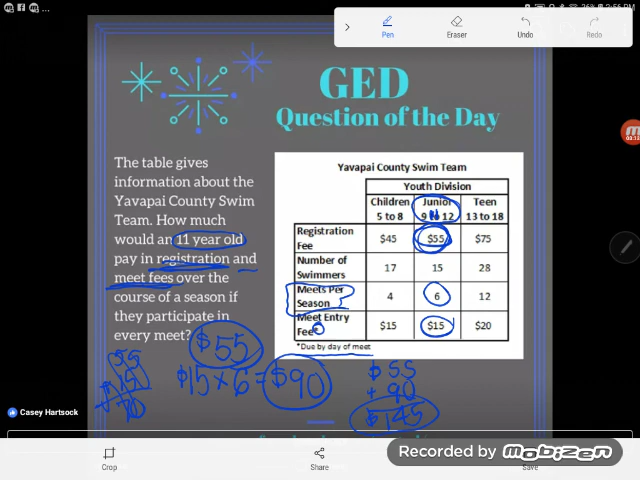 26% 2:56 PM
Pen
Eraser
Undo
Redo
GED
Question of the Day
The table gives
information about the
Yavapai County Swim
Team. How much
would an 11 year old
pay in registration and
meet fees over the
course of a season if
they participate in
every meet?
Yavapai County Swim Team
Youth Division
Children Junior Teen
5 to 8 9 to 12 13 to 18
Registration Fee $45 $55 $75
Number of Swimmers 17 15 28
Meets Per Season 4 6 12
Meet Entry Fee* $15 $15 $20
*Due by day of meet
$55
$15 × 6 = $90
$55
+ 90
$145
Casey Hartsock
Recorded by Mobizen
Crop
Share
Save